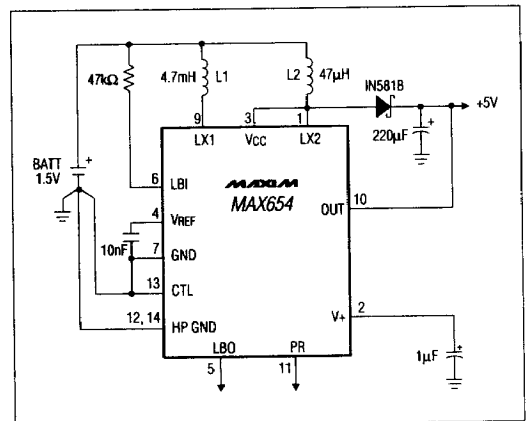 47kΩ
4.7mH
L1
L2
47μH
IN5818
+5V
9
3
1
LX1
VCC
LX2
220μF
+
BATT
1.5V
+
6
LBI
MAXIM
MAX654
4
VREF
OUT
10
10nF
7
GND
13
CTL
V+
2
12, 14
HP GND
LBO
PR
5
11
1μF
+